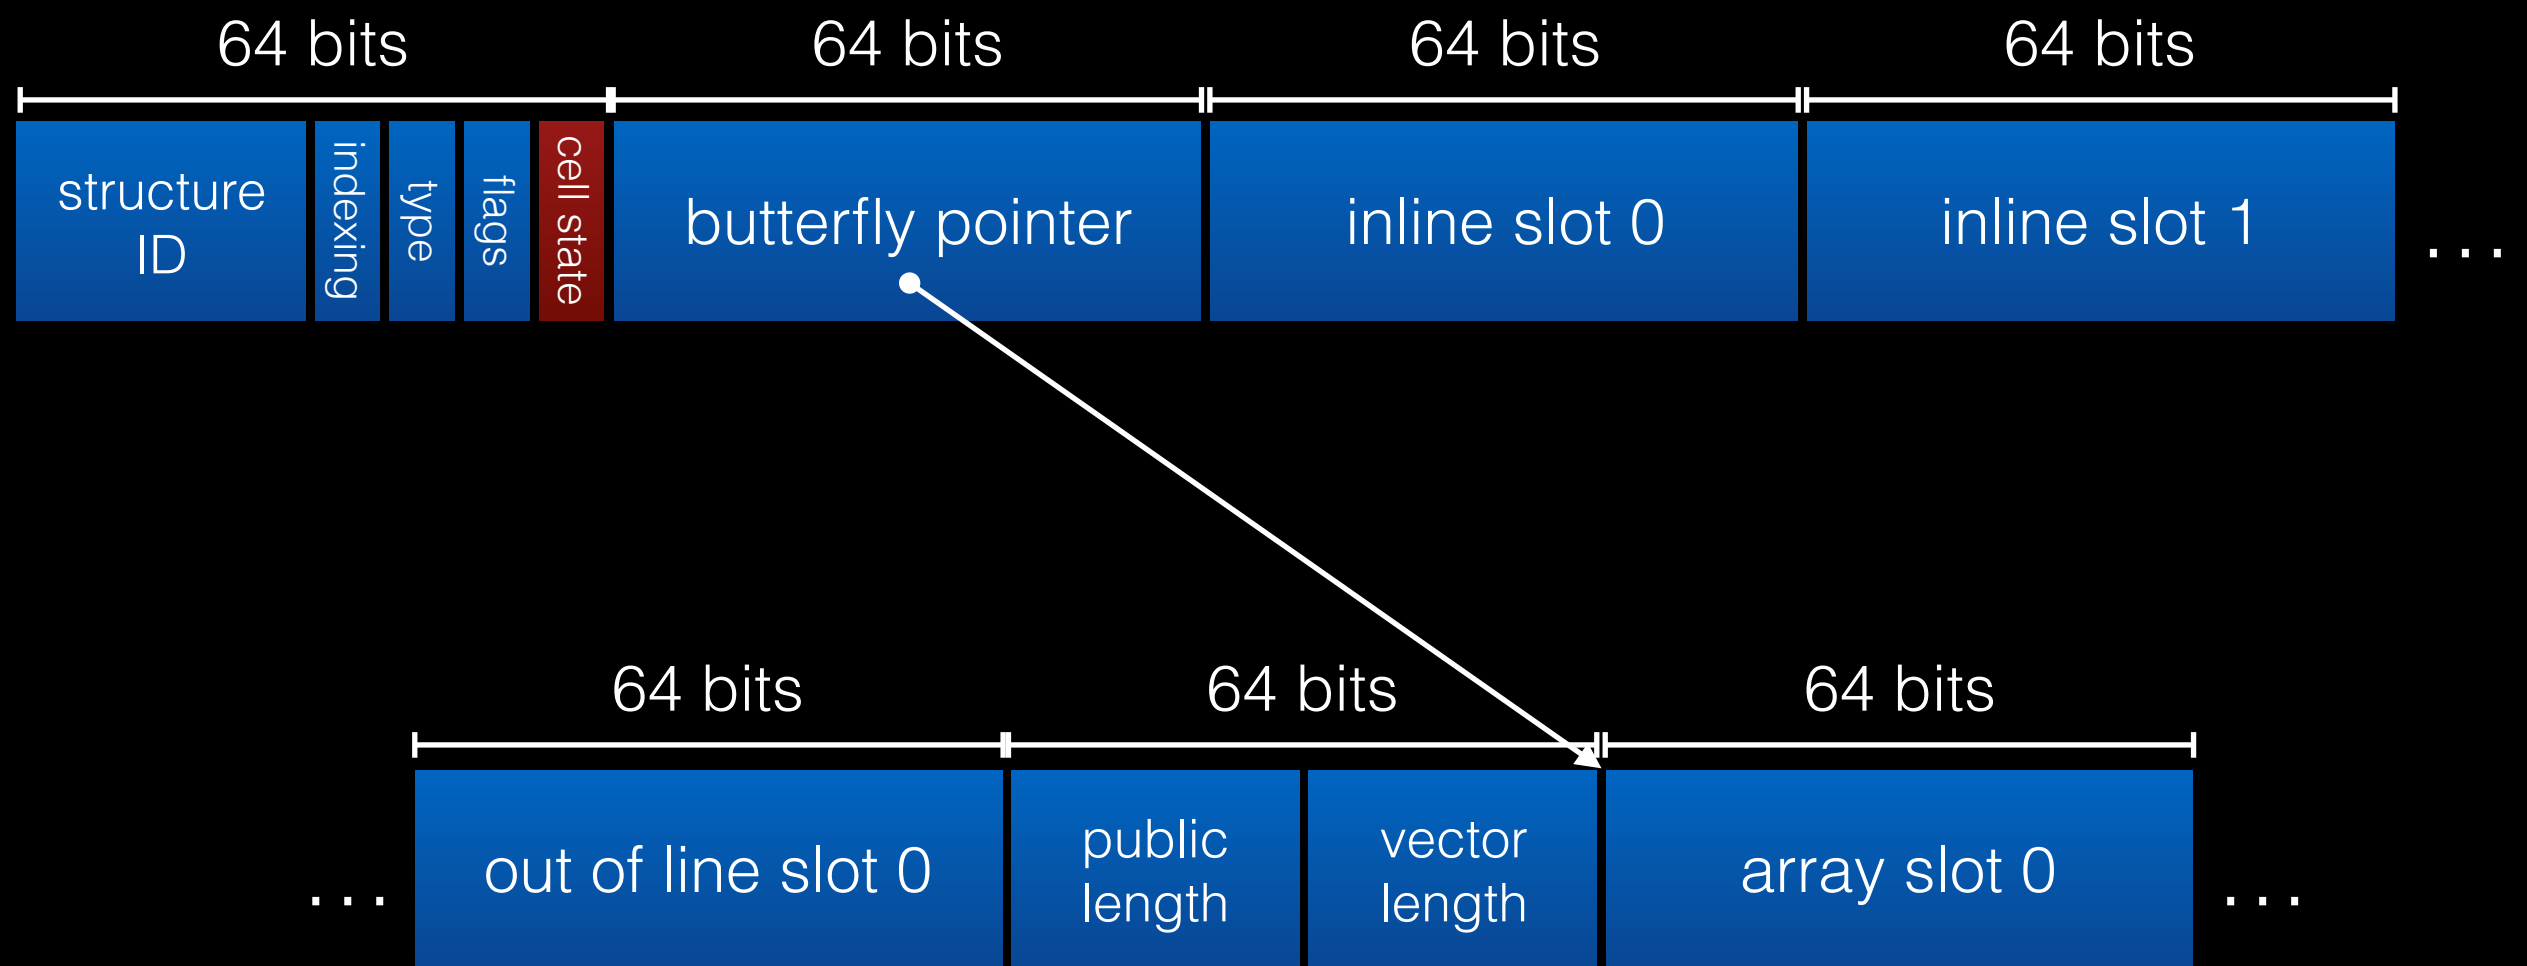 64 bits
64 bits
64 bits
64 bits
structure
ID
indexing
type
flags
cell state
butterfly pointer
inline slot 0
inline slot 1
...
64 bits
64 bits
64 bits
...
out of line slot 0
public
length
vector
length
array slot 0
...